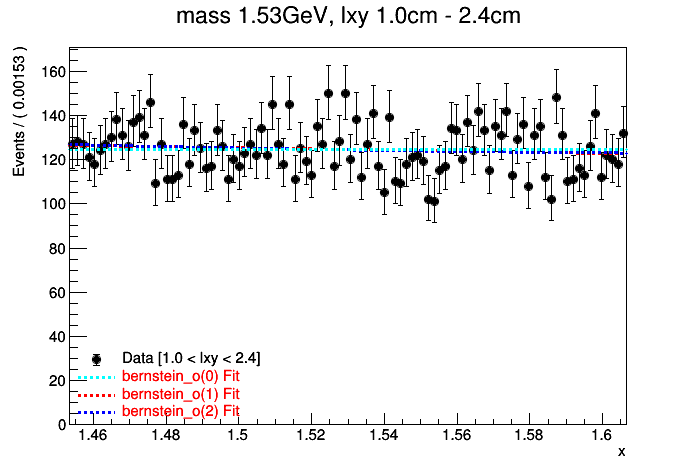 mass 1.53GeV, lxy 1.0cm - 2.4cm
Events / ( 0.00153 )
160
140
120
100
80
60
40
20
0
Data [1.0 < lxy < 2.4]
bernstein_o(0) Fit
bernstein_o(1) Fit
bernstein_o(2) Fit
1.46 1.48 1.5 1.52 1.54 1.56 1.58 1.6
x